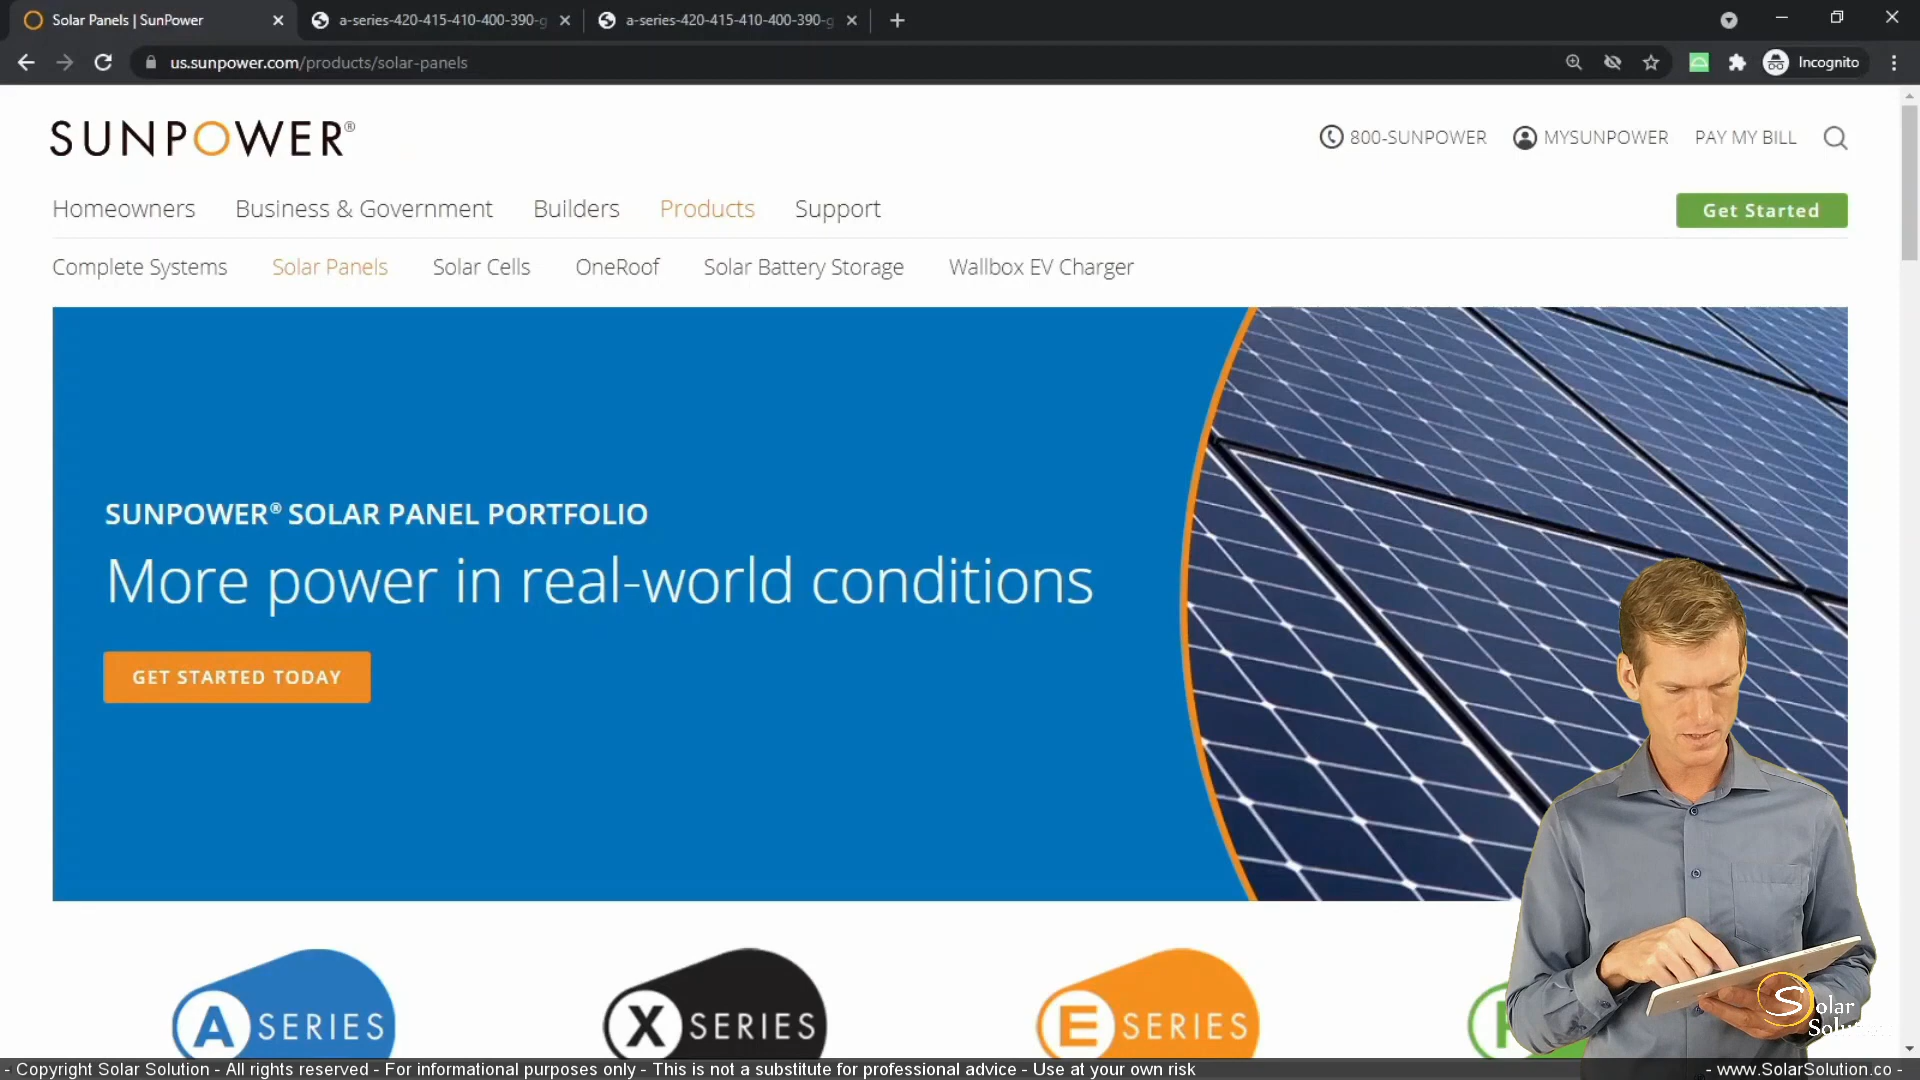 Solar Panels | SunPower
a-series-420-415-410-400-390-g
a-series-420-415-410-400-390-g
us.sunpower.com/products/solar-panels
Incognito
SUNPOWER®
800-SUNPOWER
MYSUNPOWER
PAY MY BILL
Homeowners
Business & Government
Builders
Products
Support
Get Started
Complete Systems
Solar Panels
Solar Cells
OneRoof
Solar Battery Storage
Wallbox EV Charger
SUNPOWER® SOLAR PANEL PORTFOLIO
More power in real-world conditions
GET STARTED TODAY
A SERIES
X SERIES
E SERIES
Solar
- Copyright Solar Solution - All rights reserved - For informational purposes only - This is not a substitute for professional advice - Use at your own risk
- www.SolarSolution.co -